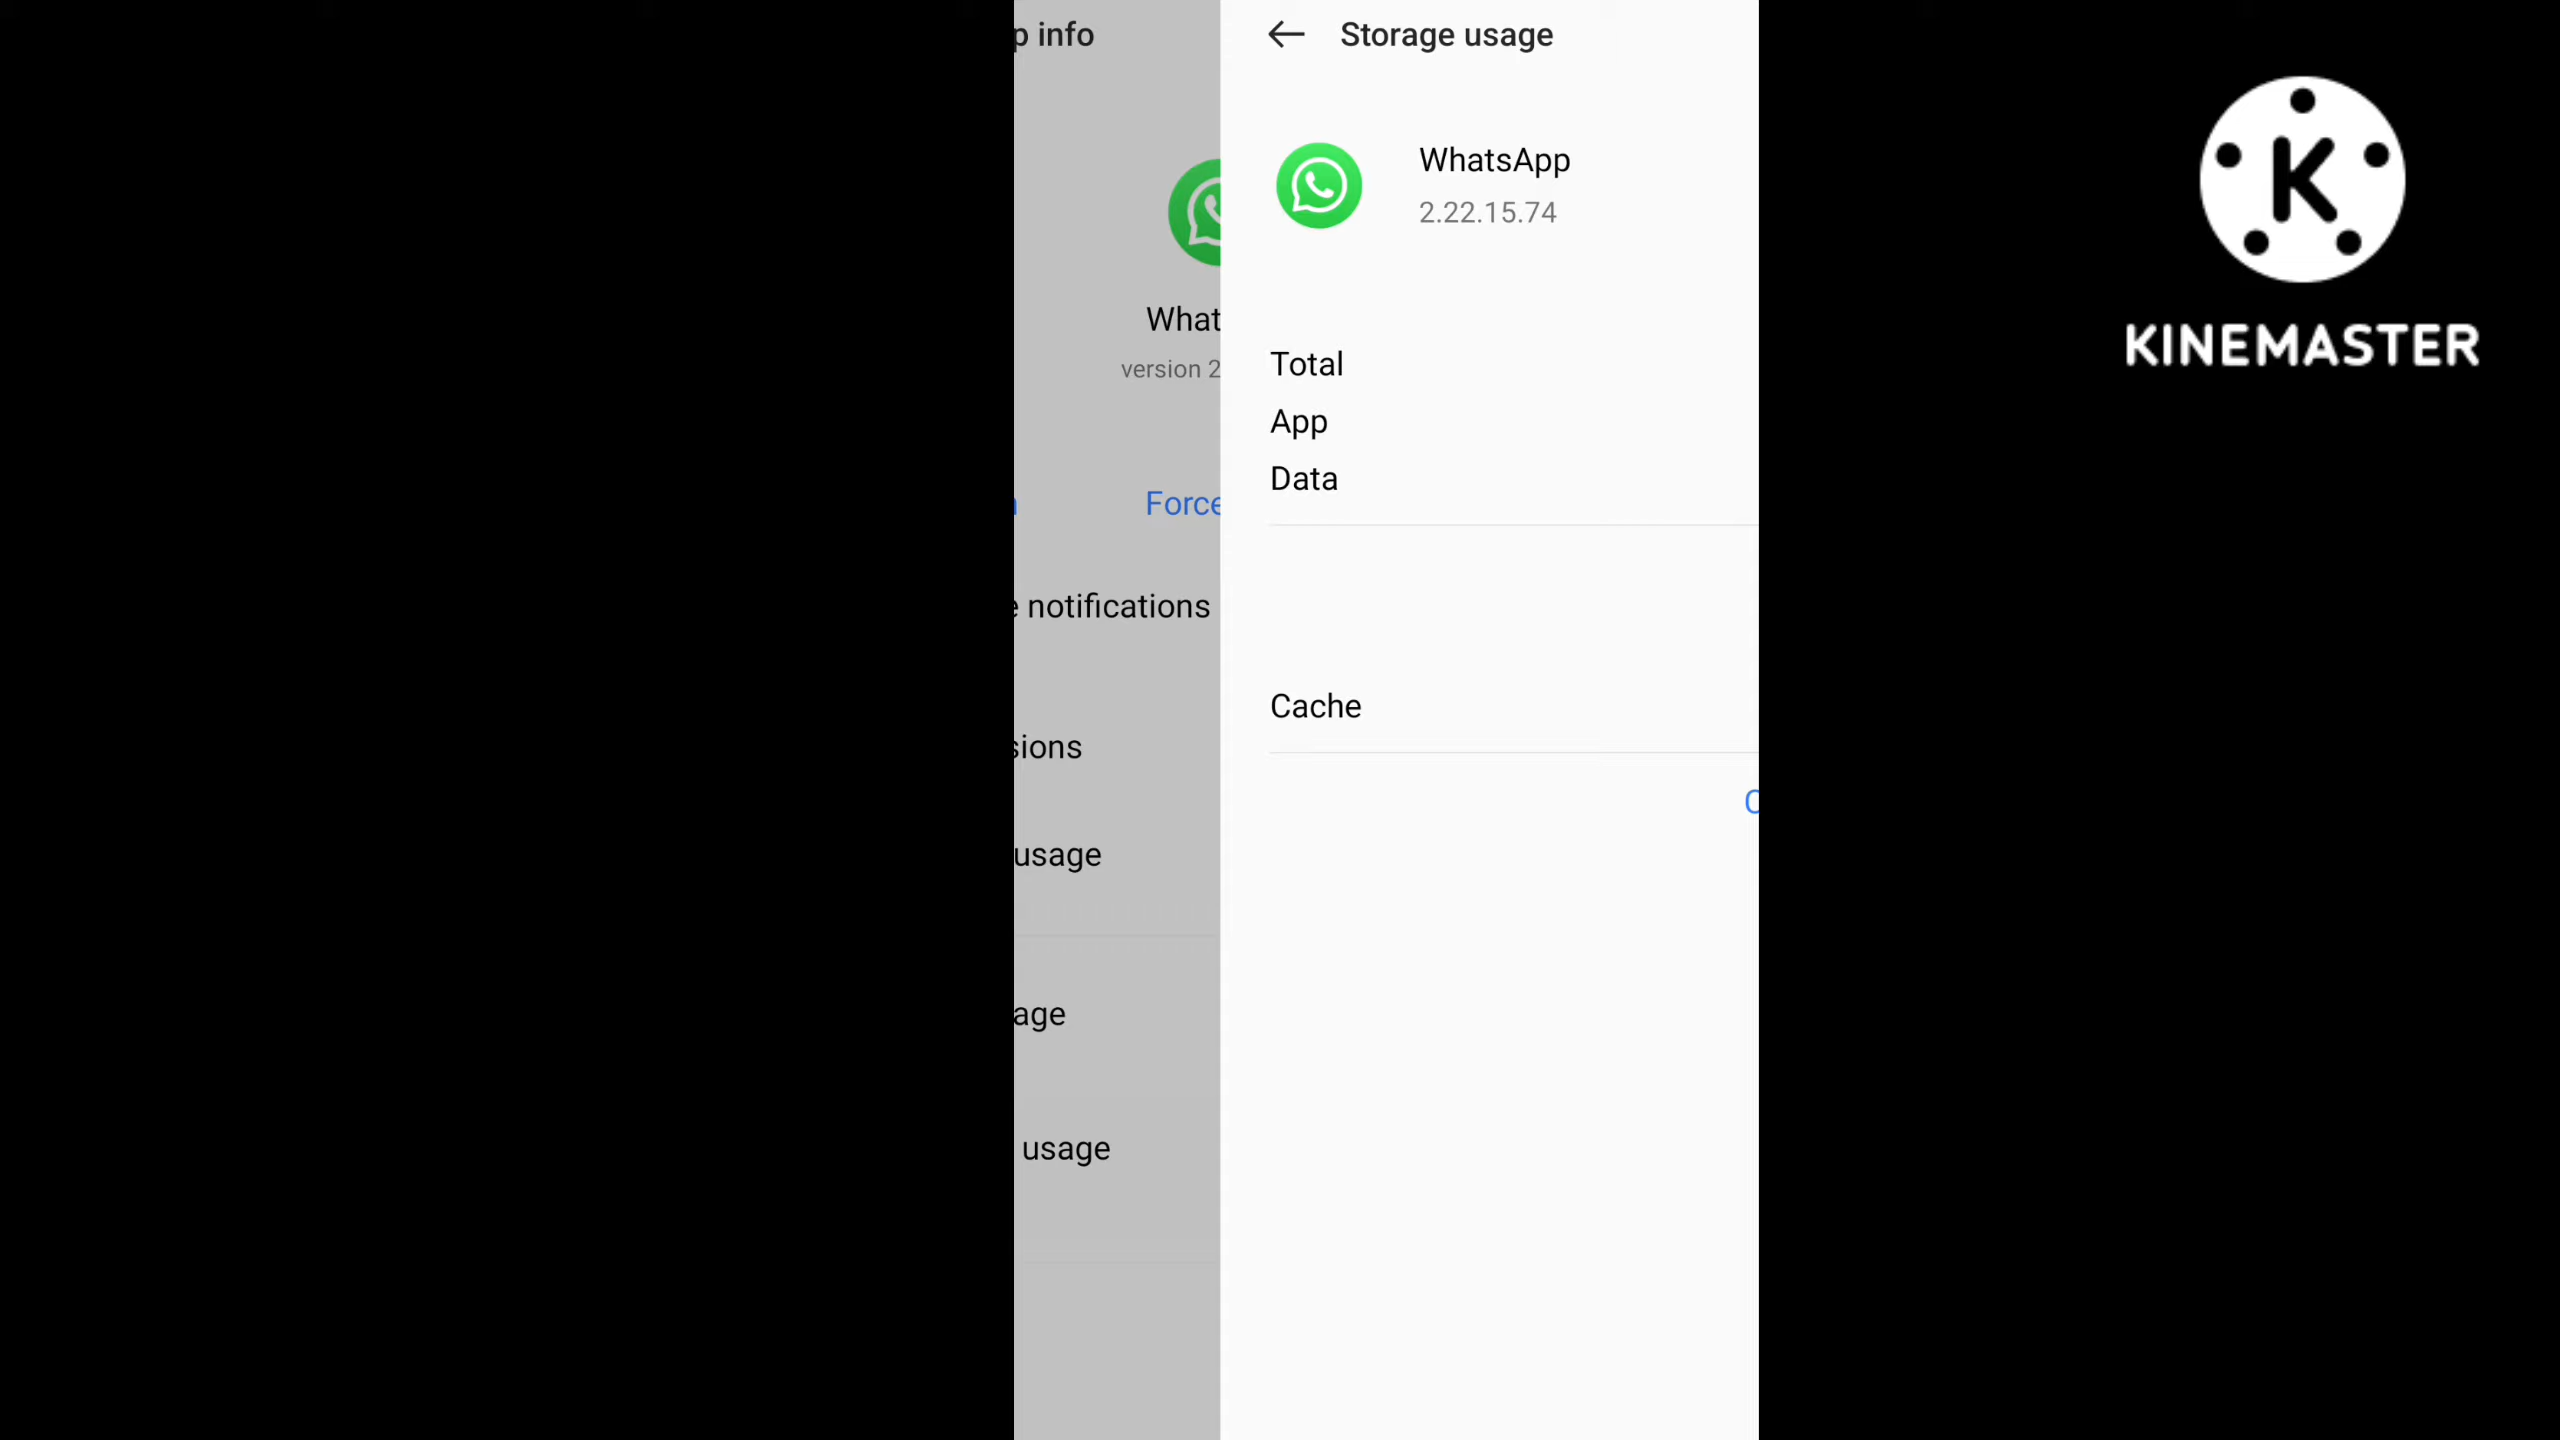 p info
What
version 2
Force
e notifications
sions
usage
age
usage
Storage usage
WhatsApp
2.22.15.74
Total
App
Data
Cache
C
K
KINEMASTER